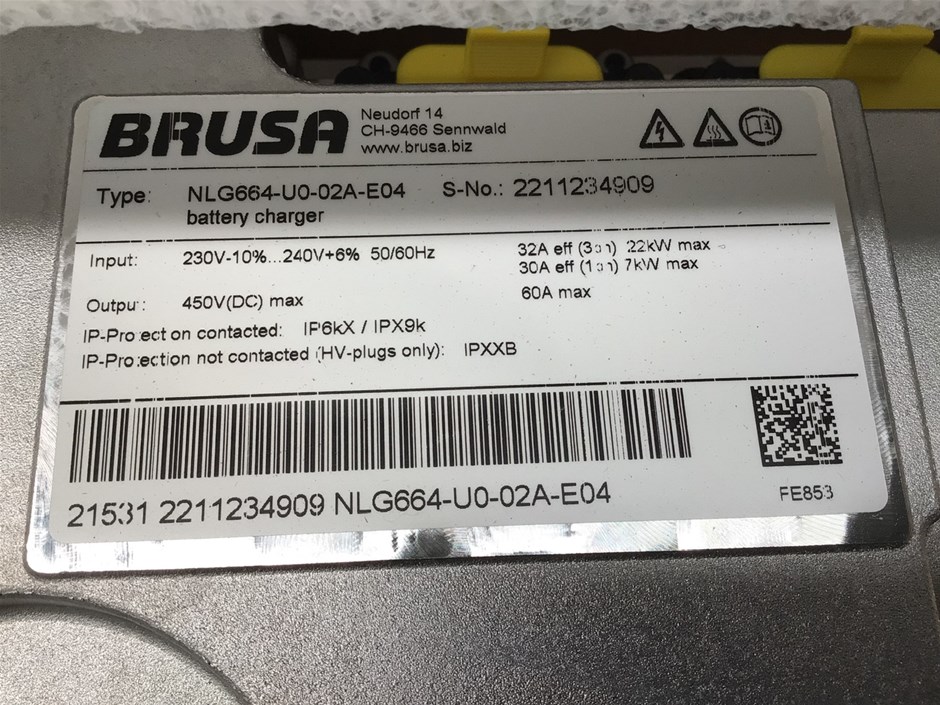 BRUSA
Neudorf 14
CH-9466 Sennwald
www.brusa.biz
Type: NLG664-U0-02A-E04 S-No.: 2211234909
battery charger
Input: 230V-10%...240V+6% 50/60Hz 32A eff (3ph) 22kW max
30A eff (1ph) 7kW max
Output: 450V(DC) max 60A max
IP-Protection contacted: IP6kX / IPX9k
IP-Protection not contacted (HV-plugs only): IPXXB
21531 2211234909 NLG664-U0-02A-E04
FE853